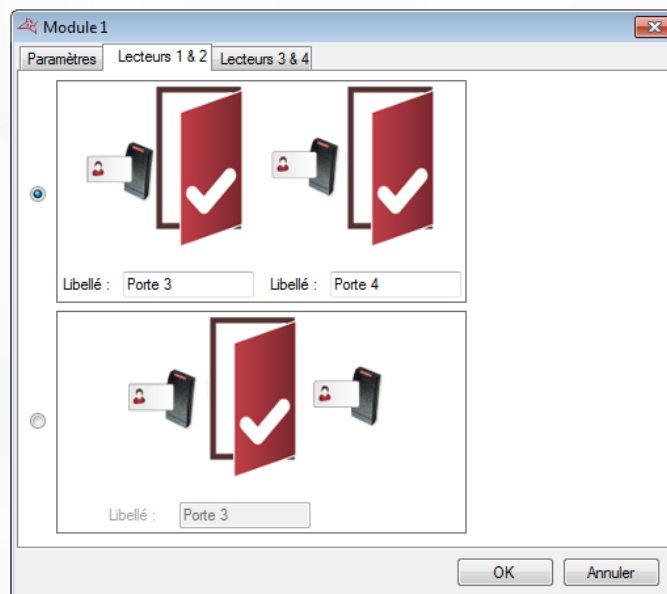 Module 1
Paramètres Lecteurs 1 & 2 Lecteurs 3 & 4
Libellé : Porte 3 Libellé : Porte 4
Libellé : Porte 3
OK Annuler